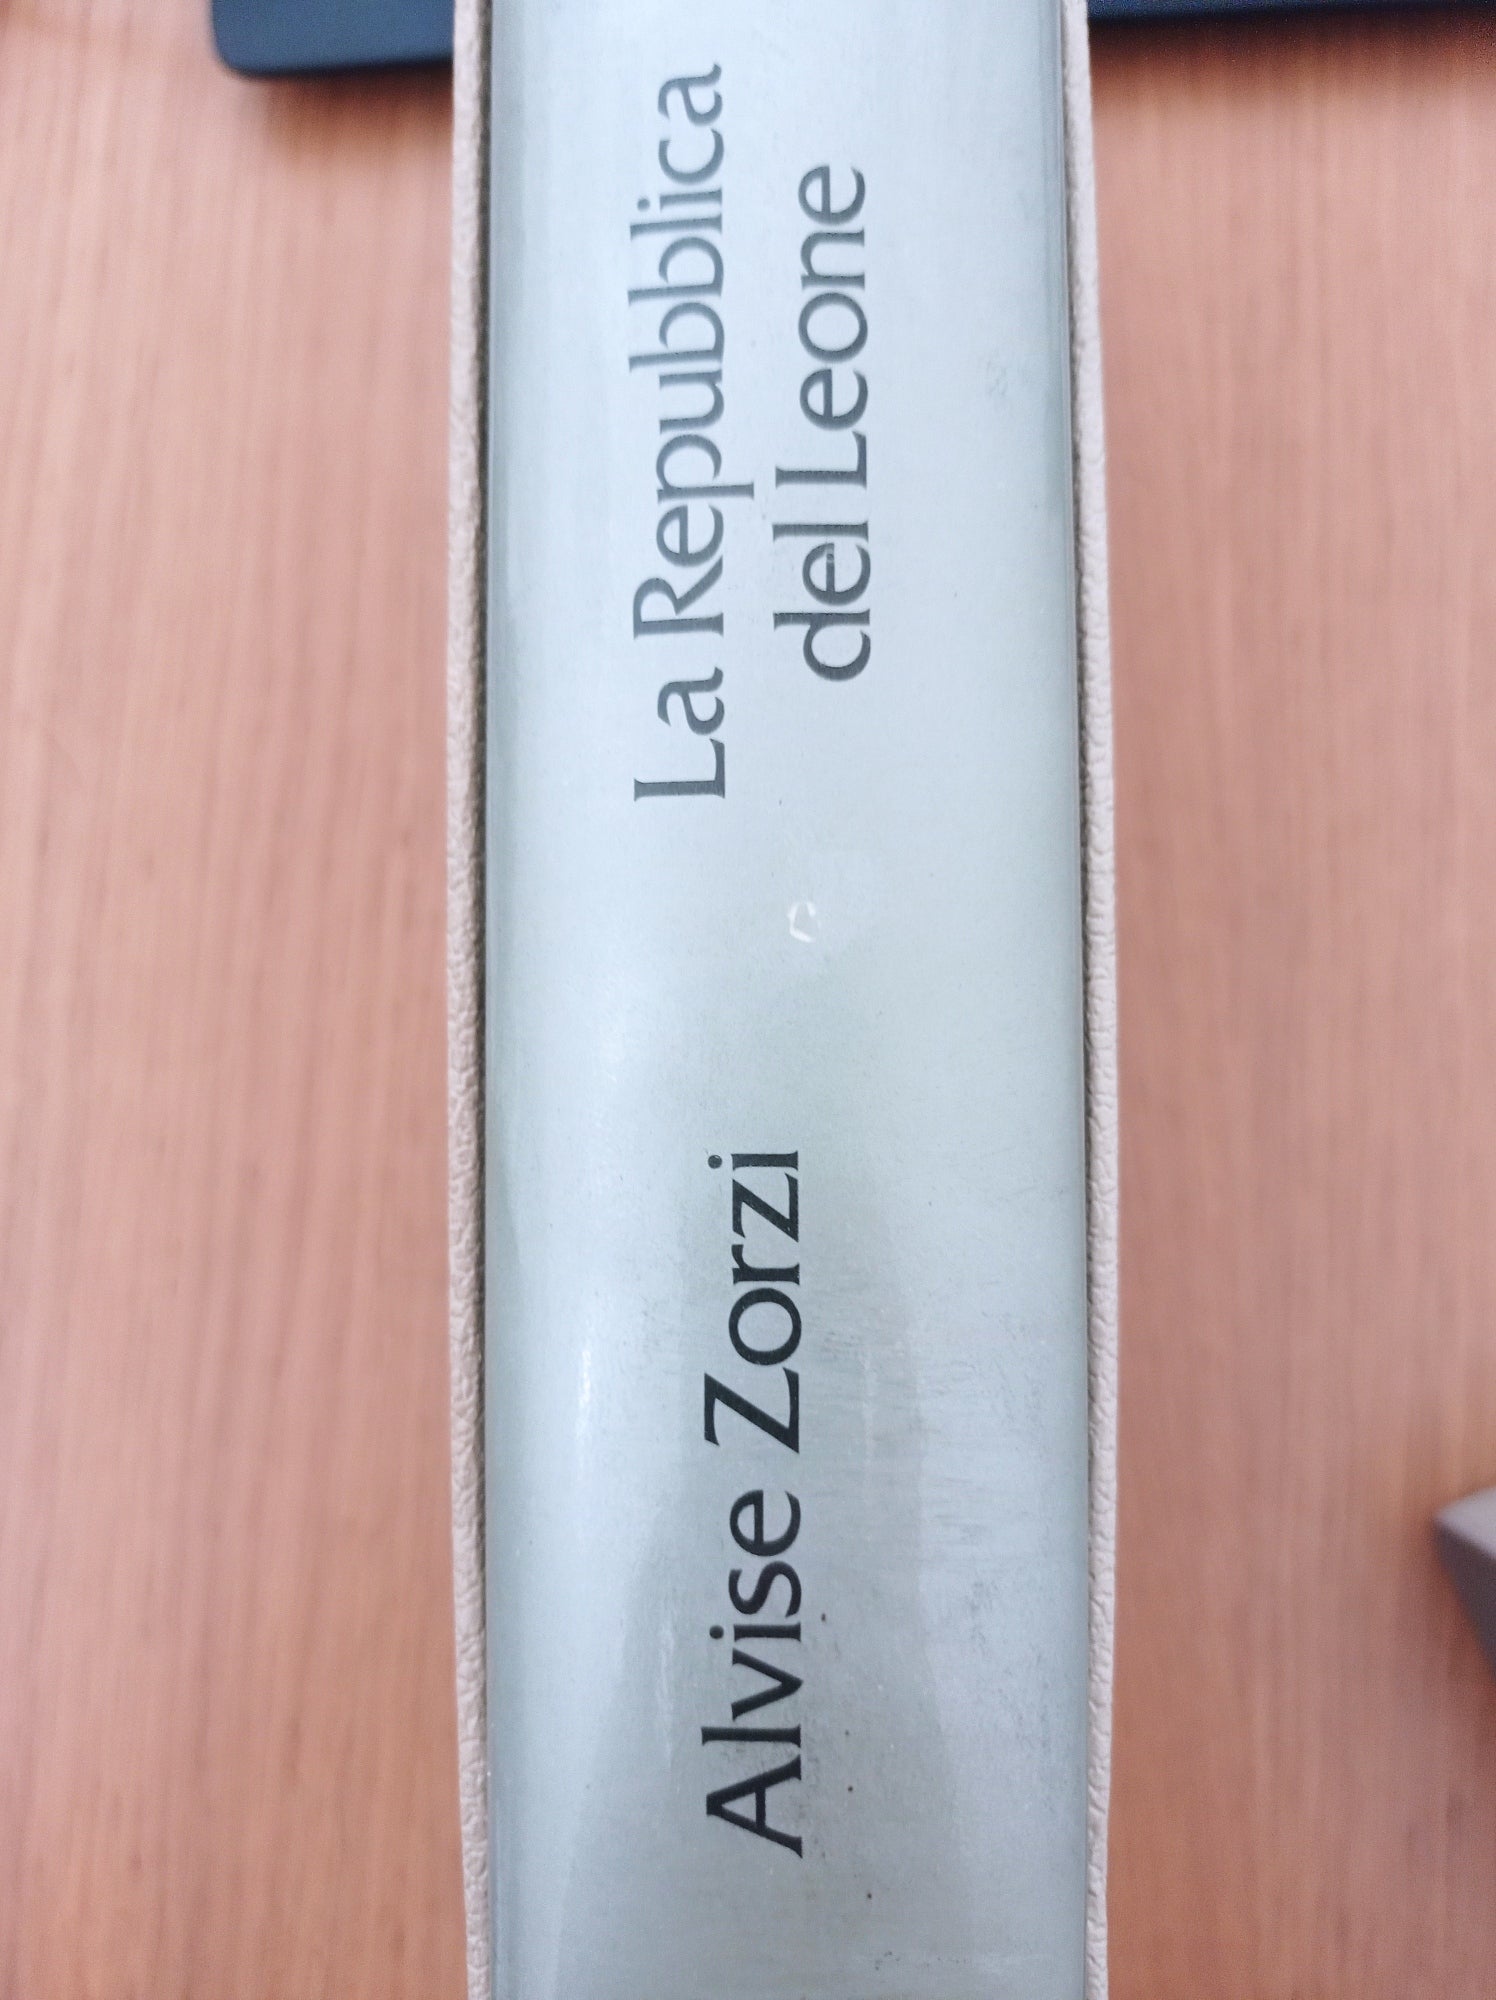 Alvise Zorzi
La Repubblica
del Leone